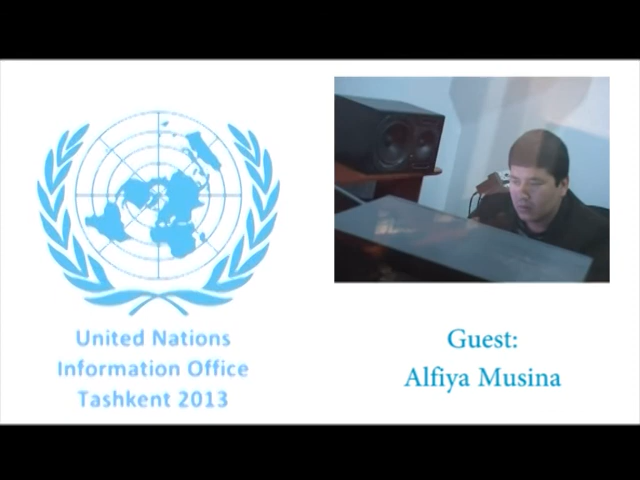 United Nations
Information Office
Tashkent 2013
Guest:
Alfiya Musina